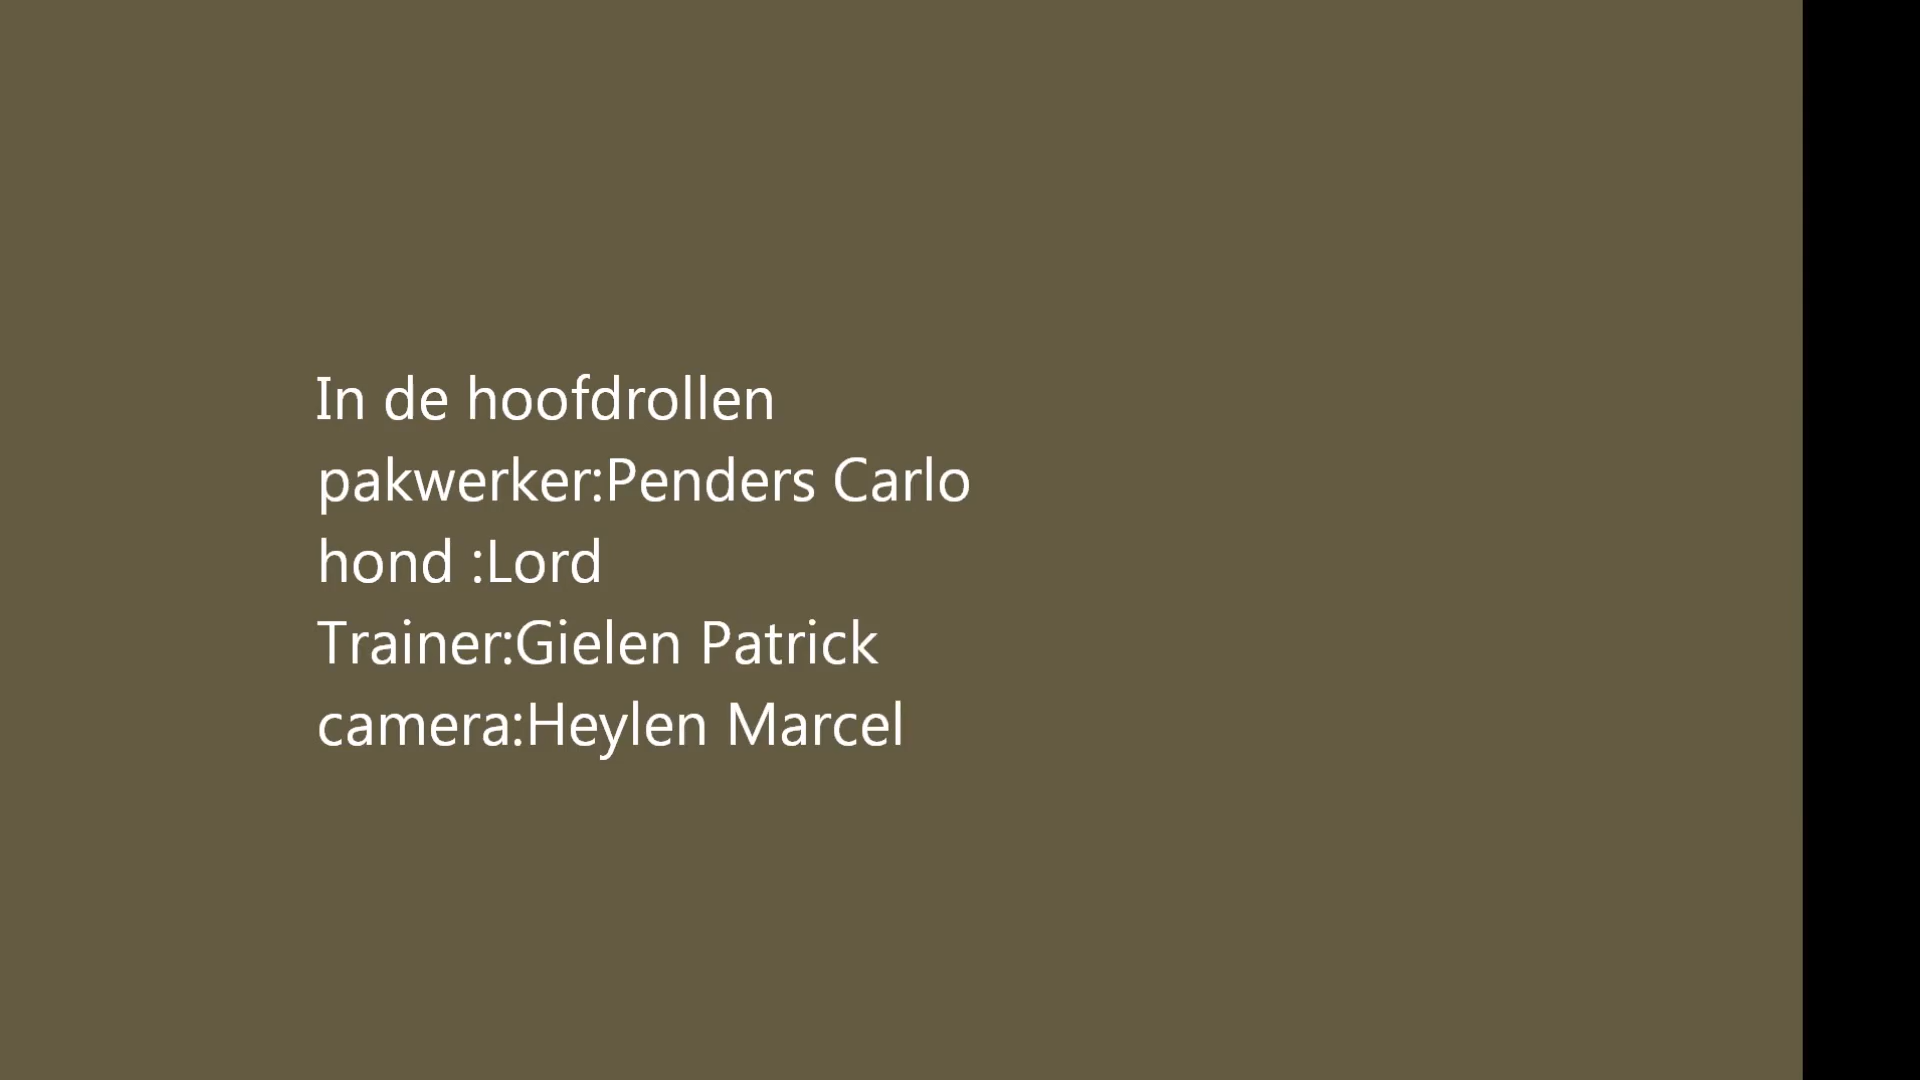 In de hoofdrollen
pakwerker:Penders Carlo
hond :Lord
Trainer:Gielen Patrick
camera:Heylen Marcel